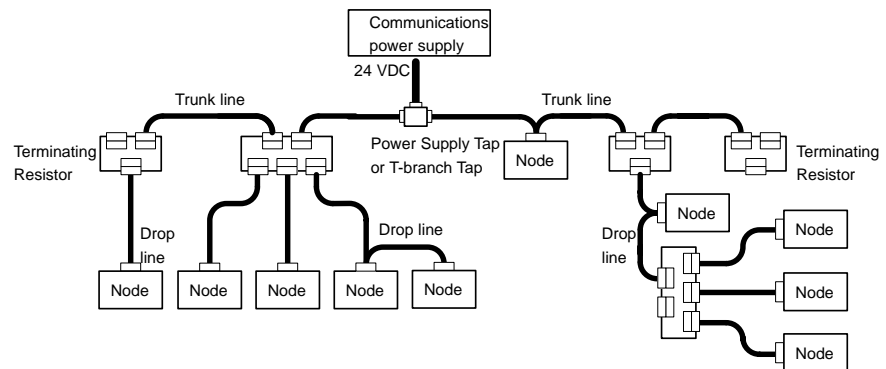 Communications
power supply
24 VDC
Trunk line
Trunk line
Terminating
Resistor
Power Supply Tap
or T-branch Tap
Node
Terminating
Resistor
Drop
line
Drop line
Node
Drop
line
Node
Node
Node
Node
Node
Node
Node
Node